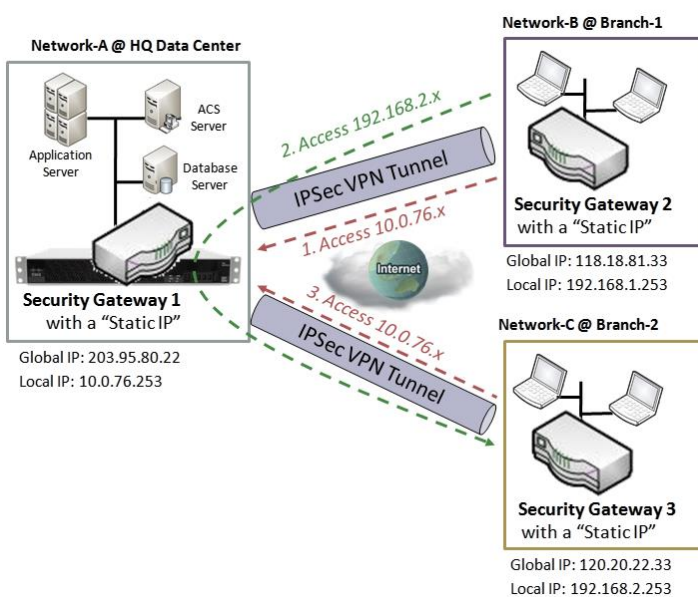 Network-A @ HQ Data Center
Application
Server
ACS
Server
Database
Server
Security Gateway 1
with a “Static IP”
Global IP: 203.95.80.22
Local IP: 10.0.76.253
2. Access 192.168.2.x
IPSec VPN Tunnel
1. Access 10.0.76.x
Internet
3. Access 10.0.76.x
IPSec VPN Tunnel
Network-B @ Branch-1
Security Gateway 2
with a “Static IP”
Global IP: 118.18.81.33
Local IP: 192.168.1.253
Network-C @ Branch-2
Security Gateway 3
with a “Static IP”
Global IP: 120.20.22.33
Local IP: 192.168.2.253